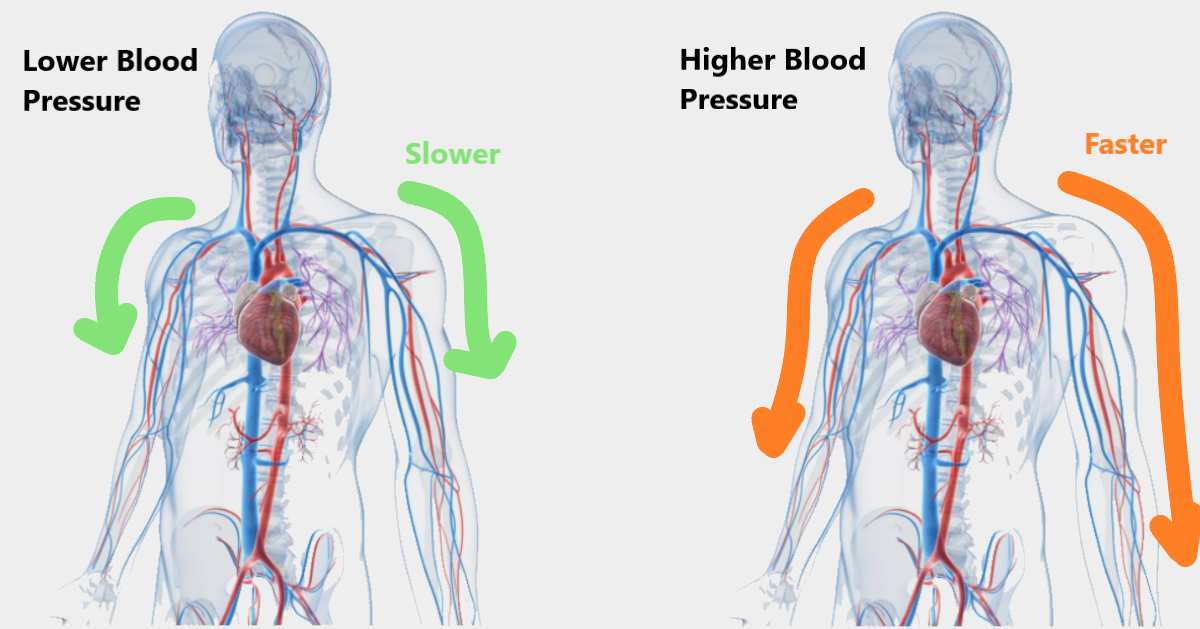 Lower Blood
Pressure
Slower
Higher Blood
Pressure
Faster